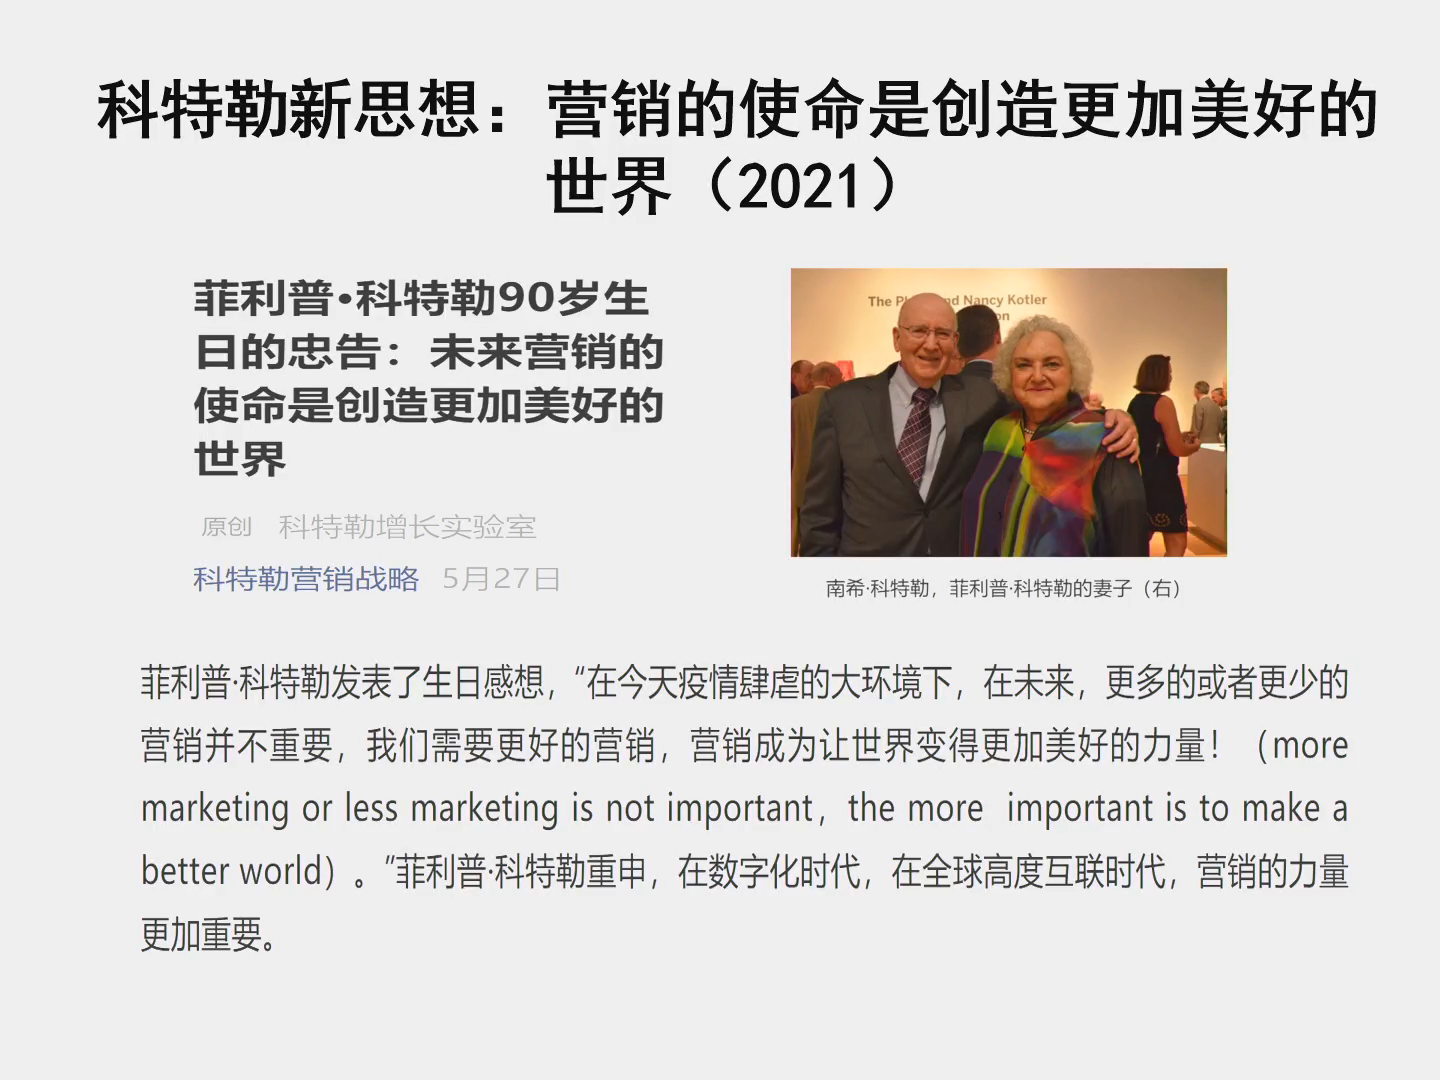 科特勒新思想：营销的使命是创造更加美好的
世界（2021）
菲利普•科特勒90岁生
日的忠告：未来营销的
使命是创造更加美好的
世界
原创 科特勒增长实验室
科特勒营销战略 5月27日
The and Nancy Kotler
南希·科特勒，菲利普·科特勒的妻子（右）
菲利普·科特勒发表了生日感想，“在今天疫情肆虐的大环境下，在未来，更多的或者更少的
营销并不重要，我们需要更好的营销，营销成为让世界变得更加美好的力量！（more
marketing or less marketing is not important，the more important is to make a
better world）。”菲利普·科特勒重申，在数字化时代，在全球高度互联时代，营销的力量
更加重要。